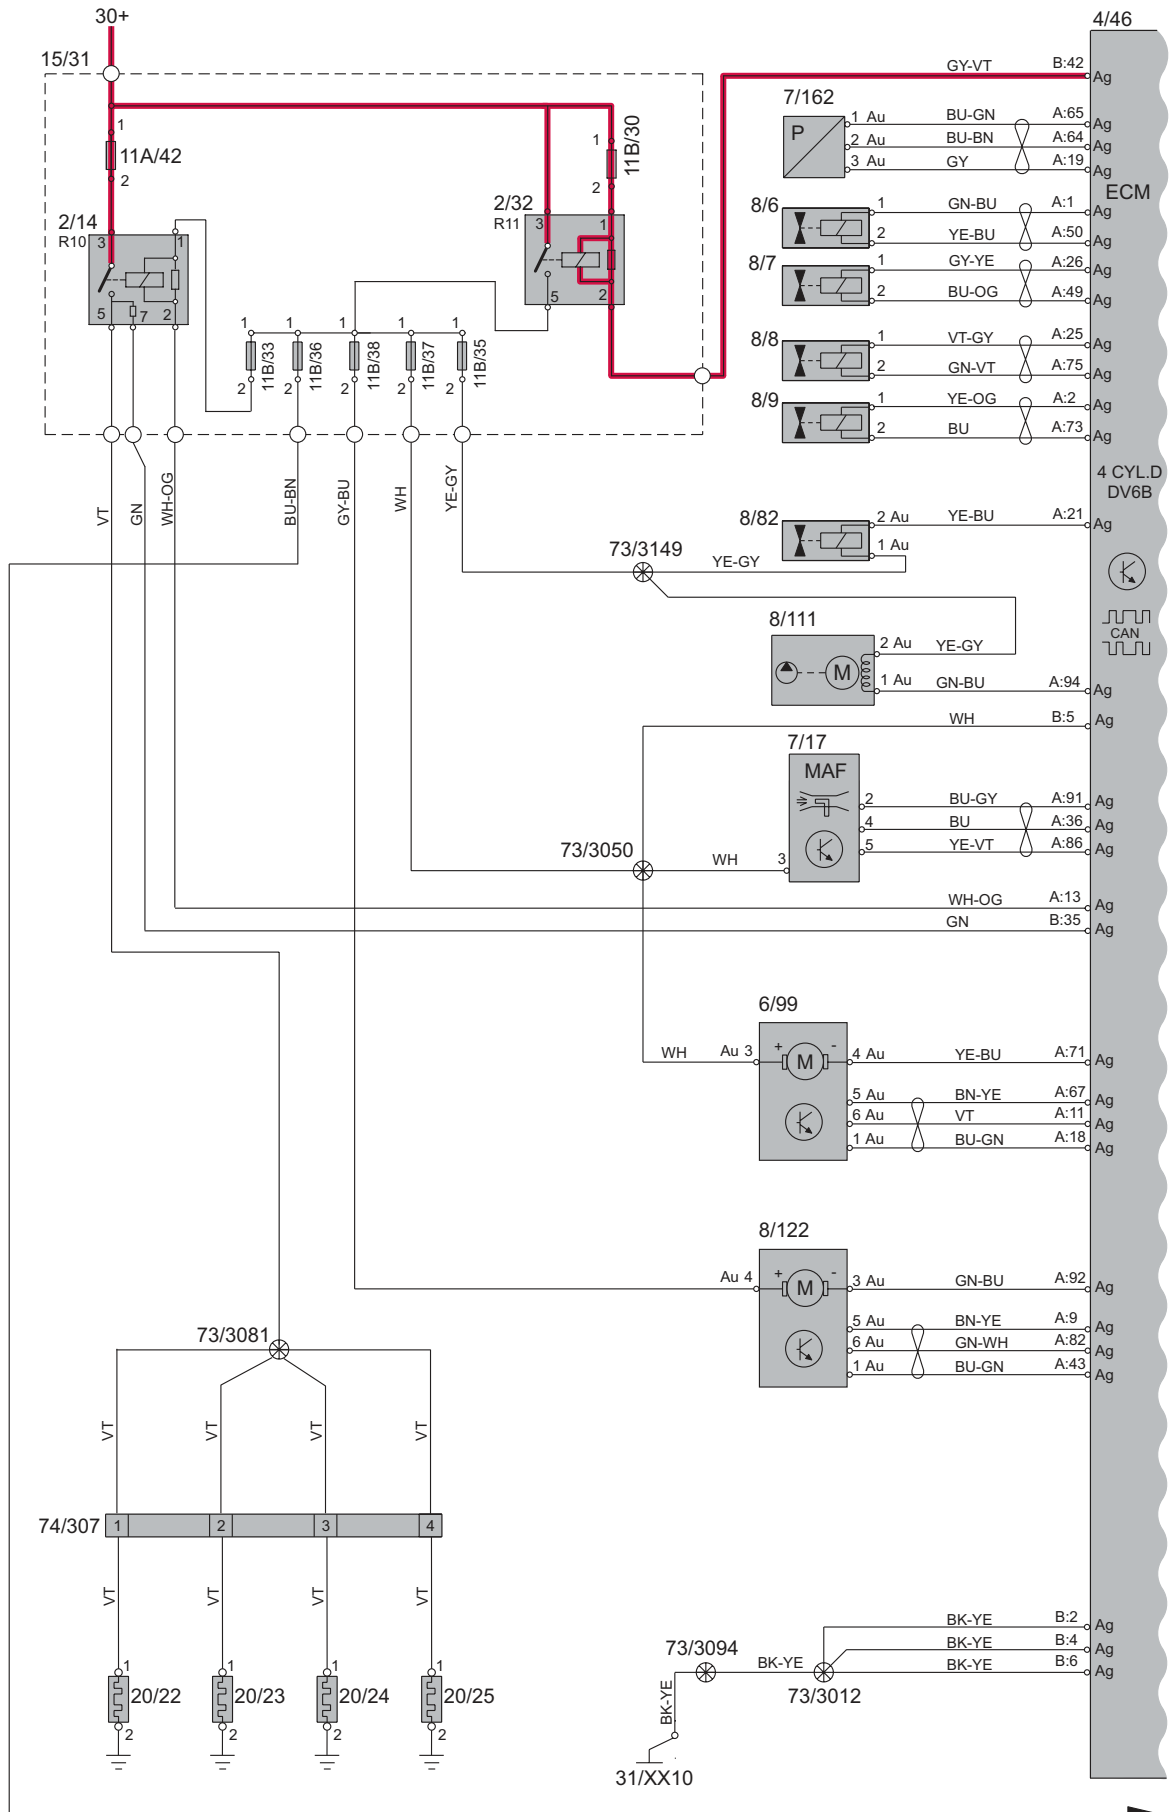 30+
4/46
15/31
GY-VT B:42 Ag
7/162
P
1 Au BU-GN A:65 Ag
2 Au BU-BN A:64 Ag
3 Au GY A:19 Ag
ECM
1
11A/42
2
1
11B/30
2
2/14
R10
3 1
5 7 2
2/32
R11
3 1
5 2
8/6
1 GN-BU A:1 Ag
2 YE-BU A:50 Ag
8/7
1 GY-YE A:26 Ag
2 BU-OG A:49 Ag
8/8
1 VT-GY A:25 Ag
2 GN-VT A:75 Ag
8/9
1 YE-OG A:2 Ag
2 BU A:73 Ag
1 1 1 1 1
11B/33 11B/36 11B/38 11B/37 11B/35
2 2 2 2 2
4 CYL.D
DV6B
VT GN WH-OG BU-BN GY-BU WH YE-GY
8/82
2 Au YE-BU A:21 Ag
1 Au
73/3149
YE-GY
CAN
8/111
M
2 Au YE-GY
1 Au GN-BU A:94 Ag
WH B:5 Ag
7/17
MAF
2 BU-GY A:91 Ag
4 BU A:36 Ag
5 YE-VT A:86 Ag
73/3050
WH 3
WH-OG A:13 Ag
GN B:35 Ag
6/99
WH Au 3 + M - 4 Au YE-BU A:71 Ag
5 Au BN-YE A:67 Ag
6 Au VT A:11 Ag
1 Au BU-GN A:18 Ag
8/122
Au 4 + M - 3 Au GN-BU A:92 Ag
5 Au BN-YE A:9 Ag
6 Au GN-WH A:82 Ag
1 Au BU-GN A:43 Ag
73/3081
VT VT VT VT
74/307 1 2 3 4
VT VT VT VT
1 1 1 1
20/22 20/23 20/24 20/25
2 2 2 2
BK-YE B:2 Ag
BK-YE B:4 Ag
73/3094
BK-YE
BK-YE B:6 Ag
73/3012
BK-YE
31/XX10